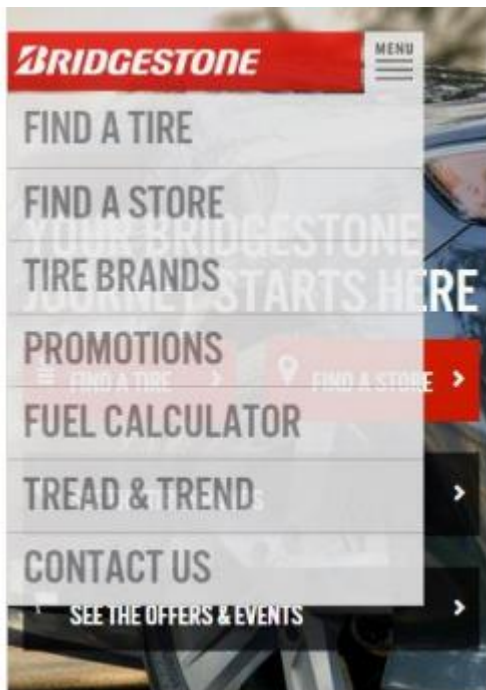 BRIDGESTONE
MENU
FIND A TIRE
FIND A STORE
YOUR BRIDGESTONE
TIRE BRANDS
JOURNEY STARTS HERE
PROMOTIONS
FIND A TIRE
FIND A STORE
FUEL CALCULATOR
TREAD & TREND
CONTACT US
SEE THE OFFERS & EVENTS